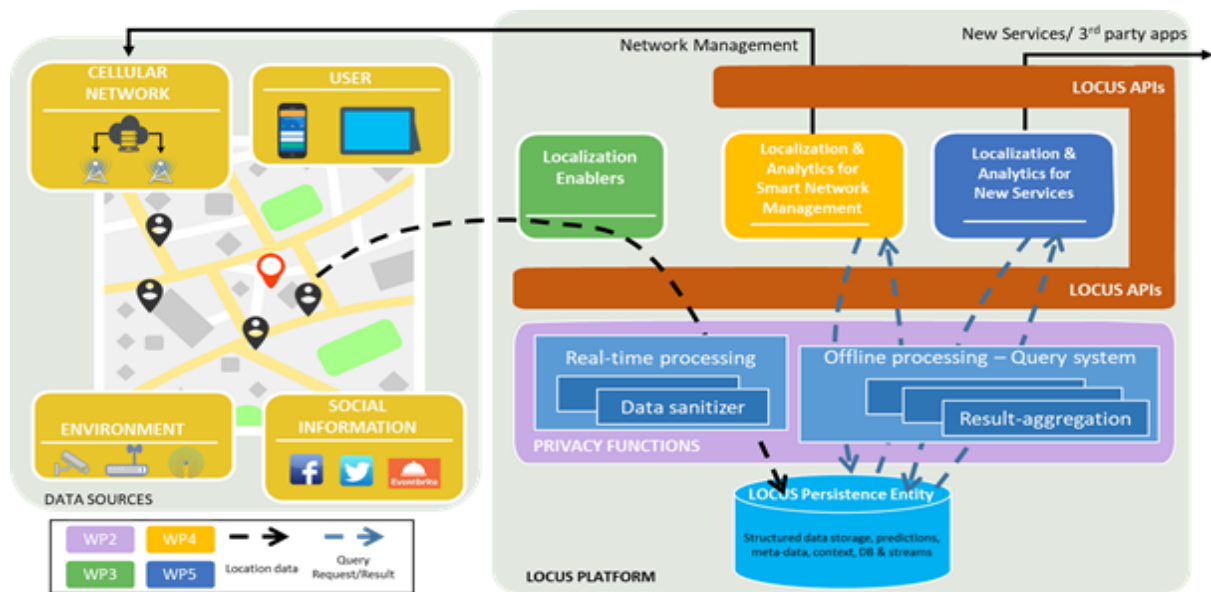 Network Management
New Services/ 3rd party apps
CELLULAR
NETWORK
USER
LOCUS APIs
Localization
Enablers
Localization &
Analytics for
Smart Network
Management
Localization &
Analytics for
New Services
LOCUS APIs
Real-time processing
Data sanitizer
Offline processing – Query system
Result-aggregation
PRIVACY FUNCTIONS
ENVIRONMENT
SOCIAL
INFORMATION
f
Eventbrite
DATA SOURCES
LOCUS Persistence Entity
Structured data storage, predictions,
meta-data, context, DB & streams
WP2
WP4
WP3
WP5
Location data
Query
Request/Result
LOCUS PLATFORM